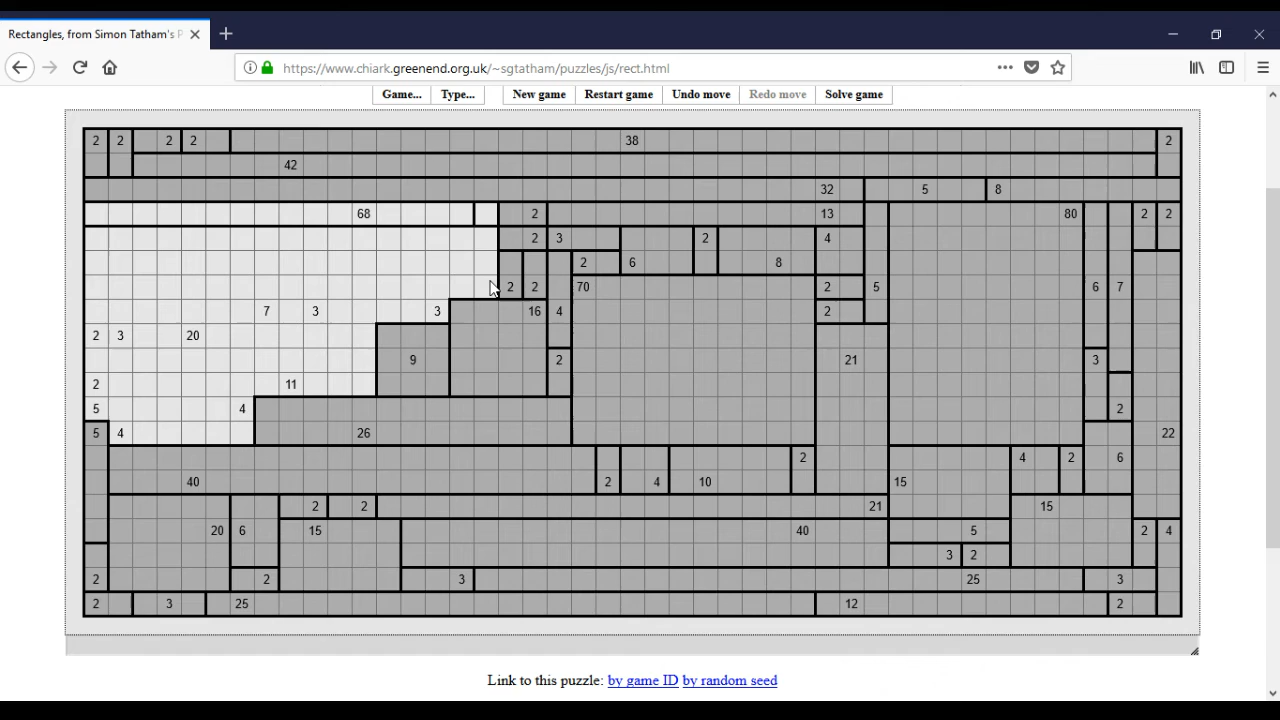 Rectangles, from Simon Tatham's P
https://www.chiark.greenend.org.uk/~sgtatham/puzzles/js/rect.html
Game... Type... New game Restart game Undo move Redo move Solve game
2 2 2 2 38 2
42
32 5 8
68 2 13 80 2 2
2 3 2 4
2 6 8
2 2 70 2 5 6 7
7 3 3 16 4 2
2 3 20
9 2 21 3
2 11
5 4 2
5 4 26 22
2 4 2 6
40 2 4 10 15
2 2 21 15
20 6 15 40 5 2 4
3 2
2 2 3 25 3
2 3 25 12 2
Link to this puzzle: by game ID by random seed